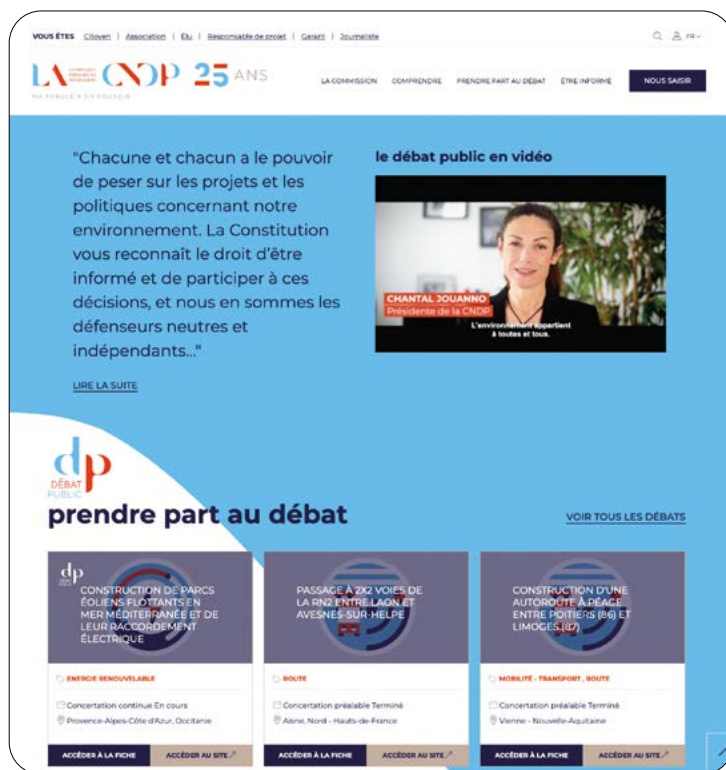 VOUS ÊTES Citoyen | Association | Élu | Responsable de projet | Garant | Journaliste
FR
LA CNDP 25 ANS
MA PAROLE A DU POUVOIR
LA COMMISSION COMPRENDRE PRENDRE PART AU DÉBAT ÊTRE INFORMÉ NOUS SAISIR
"Chacune et chacun a le pouvoir
de peser sur les projets et les
politiques concernant notre
environnement. La Constitution
vous reconnaît le droit d'être
informé et de participer à ces
décisions, et nous en sommes les
défenseurs neutres et
indépendants..."
LIRE LA SUITE
le débat public en vidéo
CHANTAL JOUANNO
Présidente de la CNDP
L'environnement appartient
à toutes et tous.
dp
DÉBAT
PUBLIC
prendre part au débat
VOIR TOUS LES DÉBATS
dp
CONSTRUCTION DE PARCS
ÉOLIENS FLOTTANTS EN
MER MÉDITERRANÉE ET DE
LEUR RACCORDEMENT
ÉLECTRIQUE
ENERGIE RENOUVELABLE
Concertation continue En cours
Provence-Alpes-Côte d'Azur, Occitanie
ACCÉDER À LA FICHE ACCÉDER AU SITE
PASSAGE À 2X2 VOIES DE
LA RN2 ENTRE LAON ET
AVESNES-SUR-HELPE
ROUTE
Concertation préalable Terminé
Aisne, Nord - Hauts-de-France
ACCÉDER À LA FICHE ACCÉDER AU SITE
CONSTRUCTION D'UNE
AUTOROUTE À PÉAGE
ENTRE POITIERS (86) ET
LIMOGES (87)
MOBILITÉ - TRANSPORT , ROUTE
Concertation préalable Terminé
Vienne - Nouvelle-Aquitaine
ACCÉDER À LA FICHE ACCÉDER AU SITE